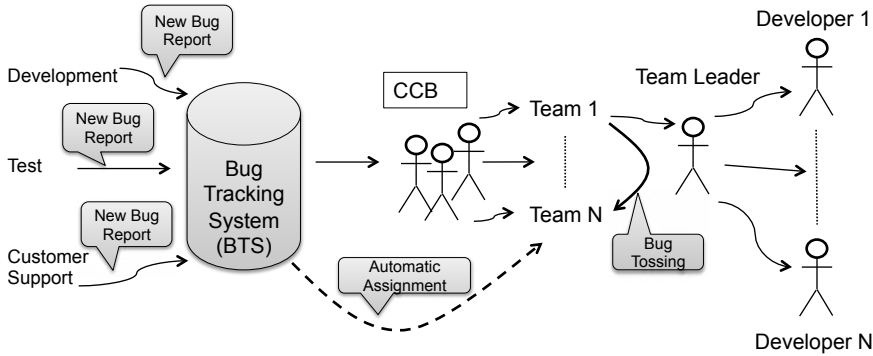 New Bug
Report
Development
New Bug
Report
Test
New Bug
Report
Customer
Support
Bug
Tracking
System
(BTS)
Automatic
Assignment
CCB
Team 1
Team N
Bug
Tossing
Team Leader
Developer 1
Developer N